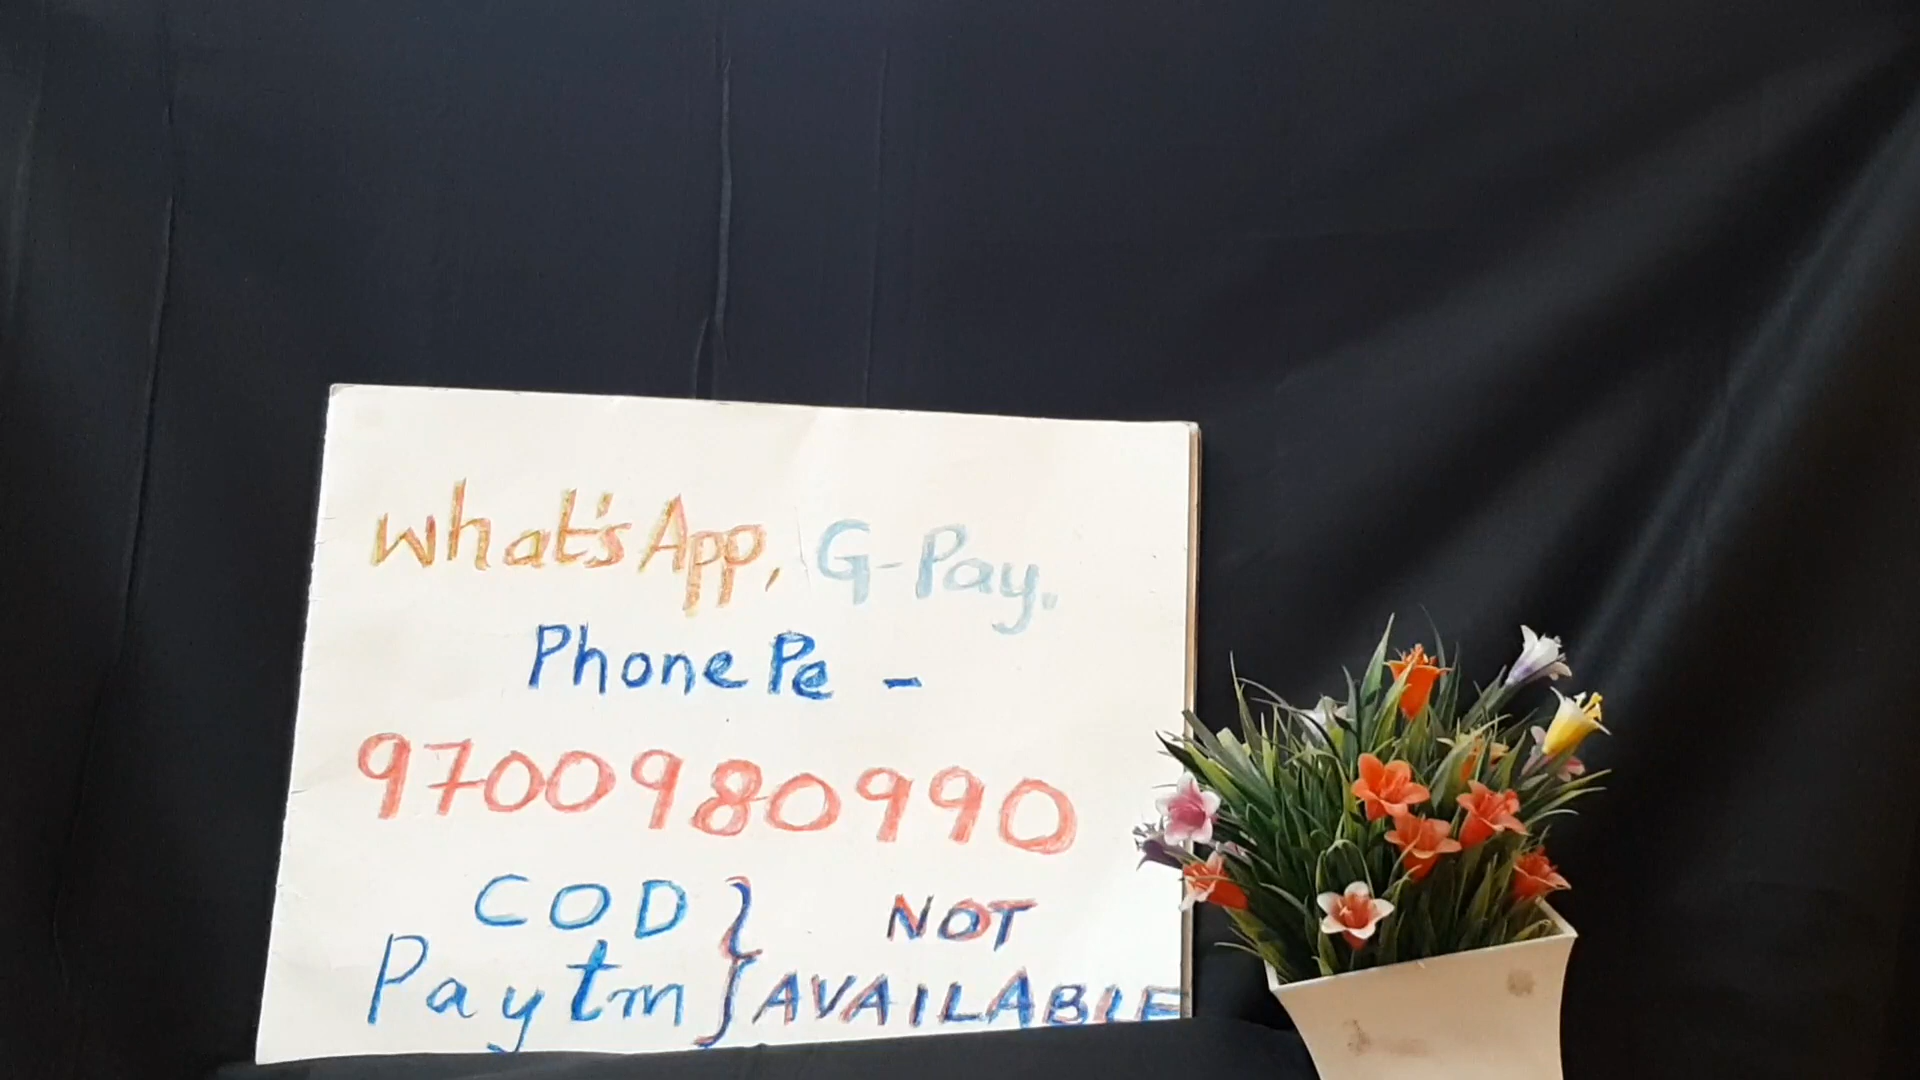 What's App, G-Pay.
Phone Pe -
9700980990
COD } NOT
Paytm } AVAILABLE